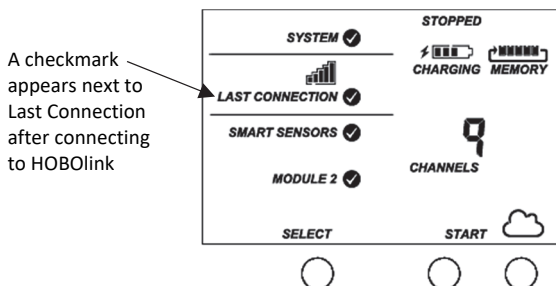 A checkmark
appears next to
Last Connection
after connecting
to HOBOlink
SYSTEM
LAST CONNECTION
SMART SENSORS
MODULE 2
SELECT
STOPPED
CHARGING MEMORY
9
CHANNELS
START